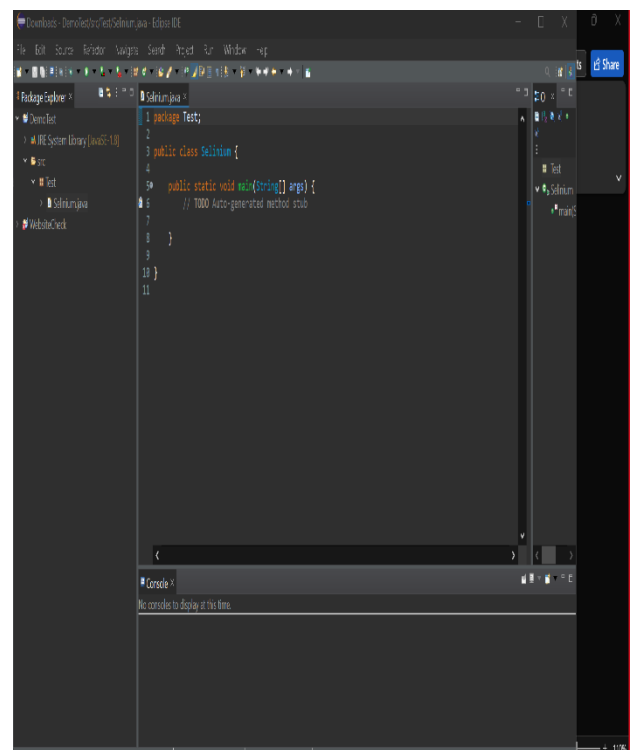 Downloads - DemoTest/src/Test/Selinium.java - Eclipse IDE
File Edit Source Refactor Navigate Search Project Run Window Help
Share
Package Explorer ×
Selinium.java ×
DemoTest
JRE System Library [JavaSE-1.8]
src
Test
Selinium.java
WebsiteCheck
1 package Test;
2
3 public class Selinium {
4
5 public static void main(String[] args) {
6 // TODO Auto-generated method stub
7
8 }
9
10 }
11
Test
Selinium
main(S
Console ×
No consoles to display at this time.